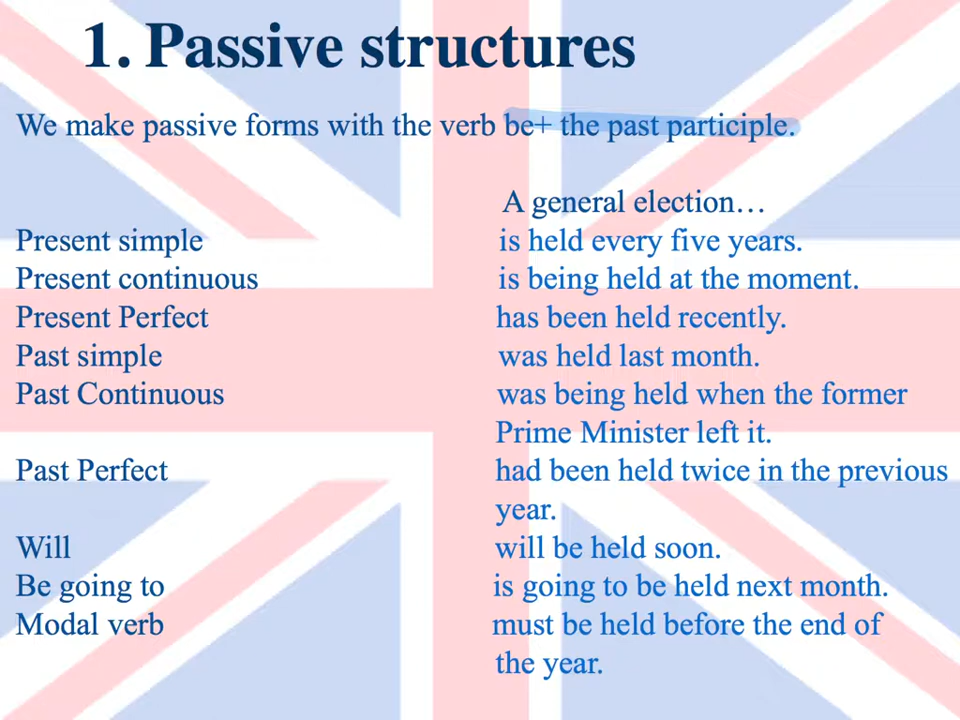 1. Passive structures
We make passive forms with the verb be+ the past participle.
A general election…
Present simple is held every five years.
Present continuous is being held at the moment.
Present Perfect has been held recently.
Past simple was held last month.
Past Continuous was being held when the former
Prime Minister left it.
Past Perfect had been held twice in the previous
year.
Will will be held soon.
Be going to is going to be held next month.
Modal verb must be held before the end of
the year.